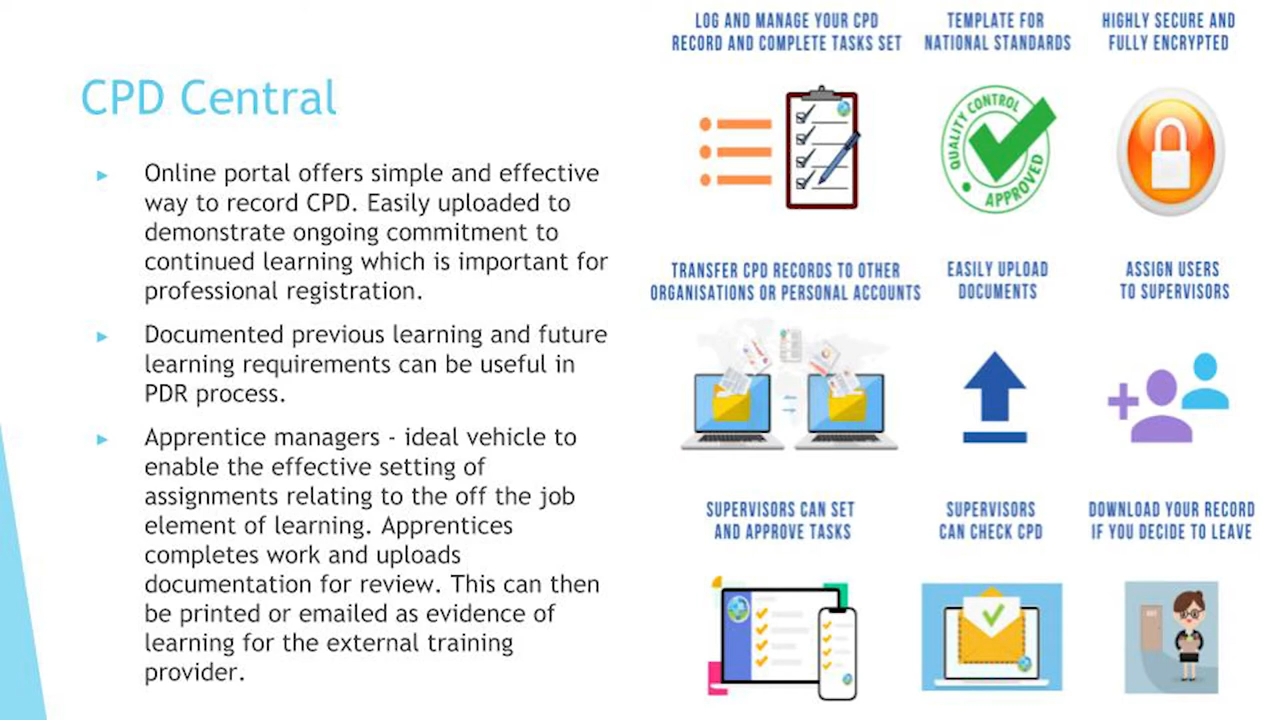 CPD Central
Online portal offers simple and effective
way to record CPD. Easily uploaded to
demonstrate ongoing commitment to
continued learning which is important for
professional registration.
Documented previous learning and future
learning requirements can be useful in
PDR process.
Apprentice managers - ideal vehicle to
enable the effective setting of
assignments relating to the off the job
element of learning. Apprentices
completes work and uploads
documentation for review. This can then
be printed or emailed as evidence of
learning for the external training
provider.
LOG AND MANAGE YOUR CPD
RECORD AND COMPLETE TASKS SET
TEMPLATE FOR
NATIONAL STANDARDS
HIGHLY SECURE AND
FULLY ENCRYPTED
QUALITY CONTROL
APPROVED
TRANSFER CPD RECORDS TO OTHER
ORGANISATIONS OR PERSONAL ACCOUNTS
EASILY UPLOAD
DOCUMENTS
ASSIGN USERS
TO SUPERVISORS
SUPERVISORS CAN SET
AND APPROVE TASKS
SUPERVISORS
CAN CHECK CPD
DOWNLOAD YOUR RECORD
IF YOU DECIDE TO LEAVE